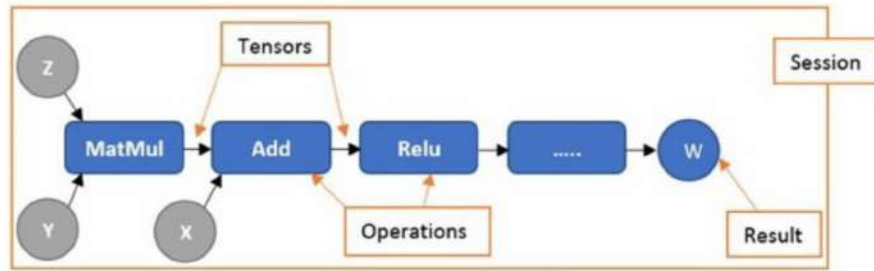 Tensors
Session
Z
MatMul
Add
Relu
.....
W
Y
X
Operations
Result